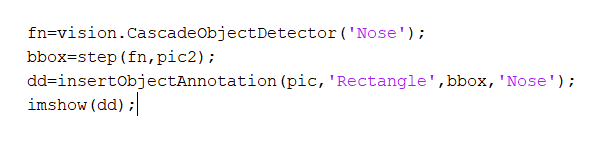 fn=vision.CascadeObjectDetector('Nose');
bbox=step(fn,pic2);
dd=insertObjectAnnotation(pic,'Rectangle',bbox,'Nose');
imshow(dd);